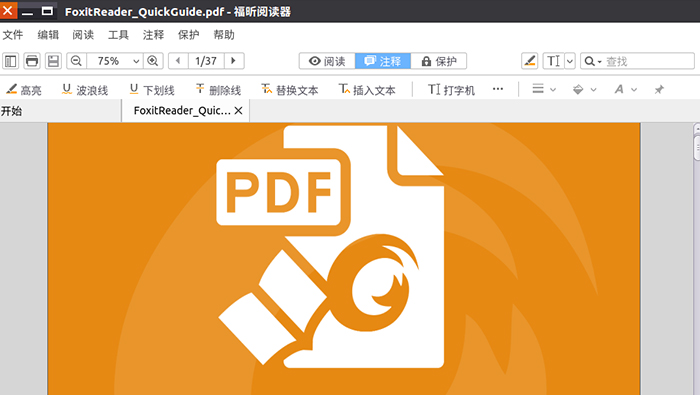 FoxitReader_QuickGuide.pdf - 福昕阅读器
文件 编辑 阅读 工具 注释 保护 帮助
75% 1/37 阅读 注释 保护 T 查找
高亮 U 波浪线 U 下划线 T 删除线 T 替换文本 T 插入文本 T 打字机 ... A
开始 FoxitReader_Quic...
PDF